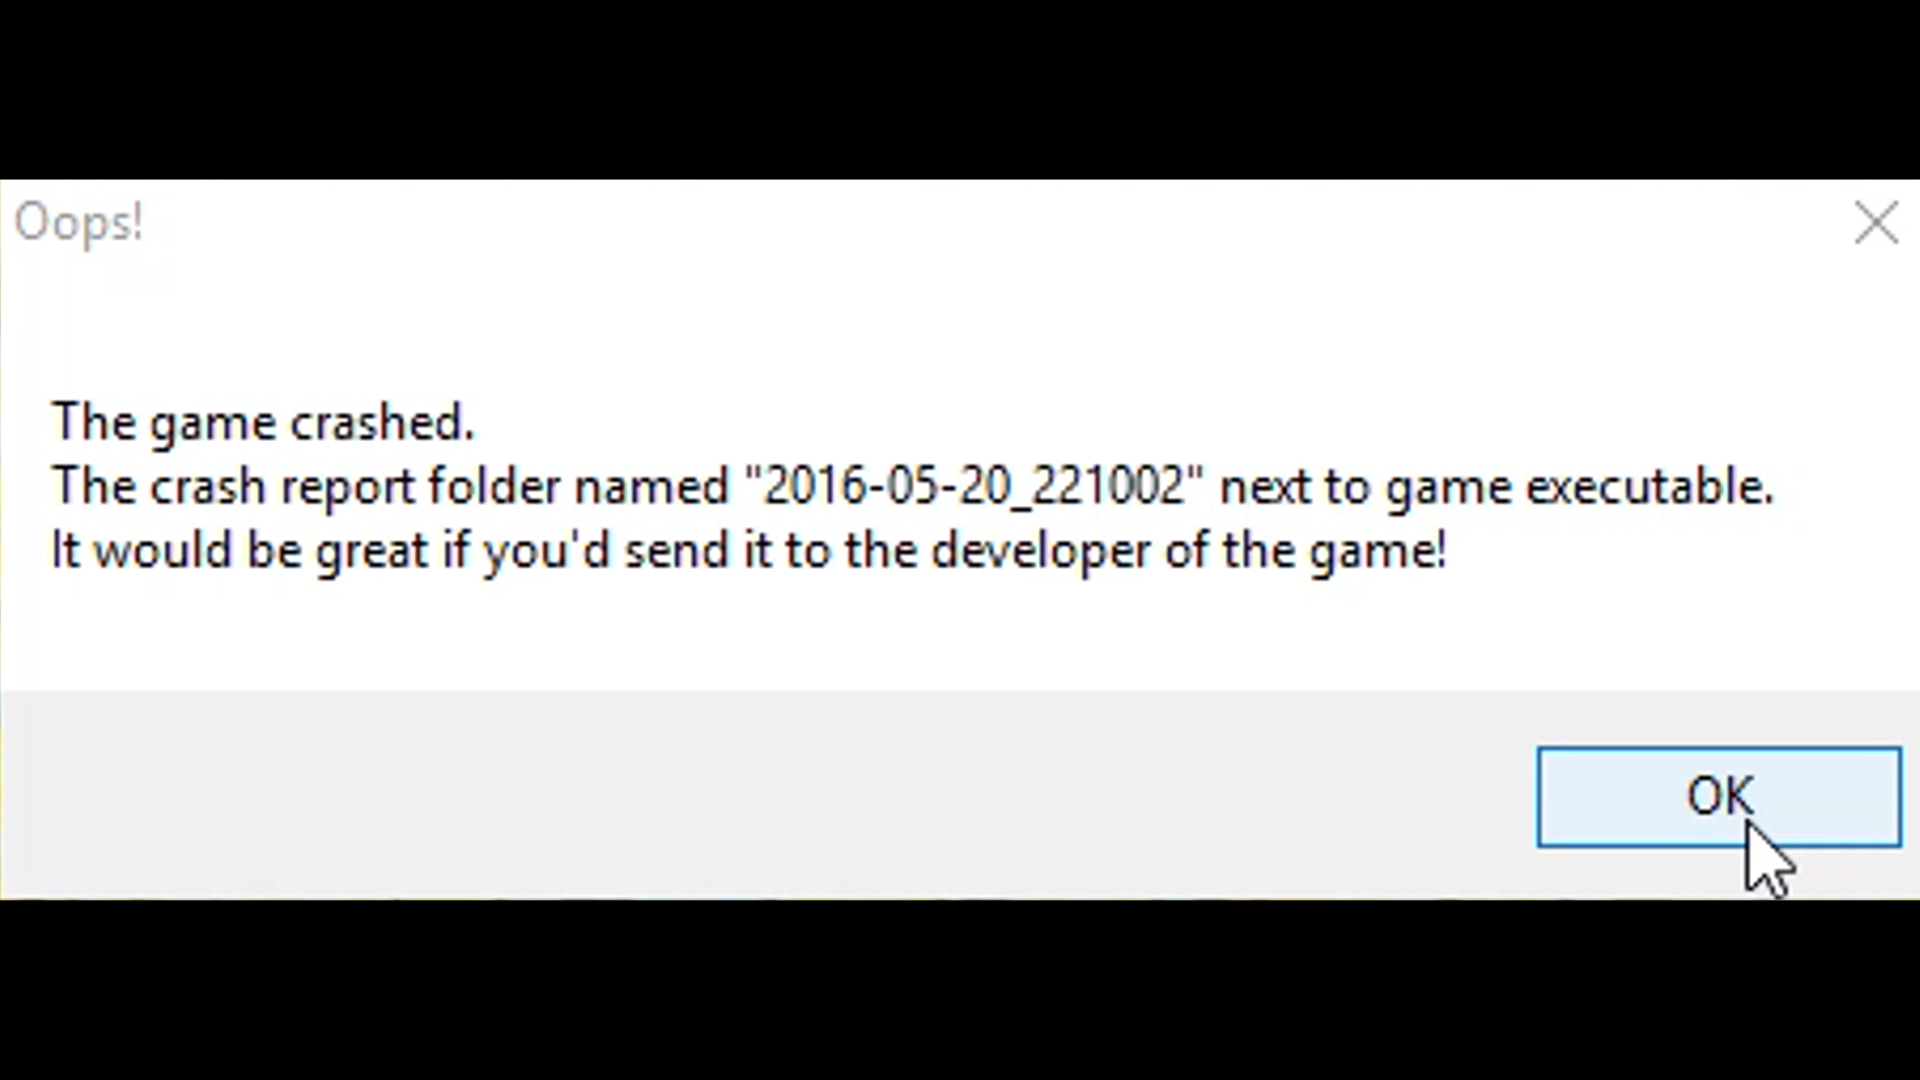 Oops!
The game crashed.
The crash report folder named "2016-05-20_221002" next to game executable.
It would be great if you'd send it to the developer of the game!
OK